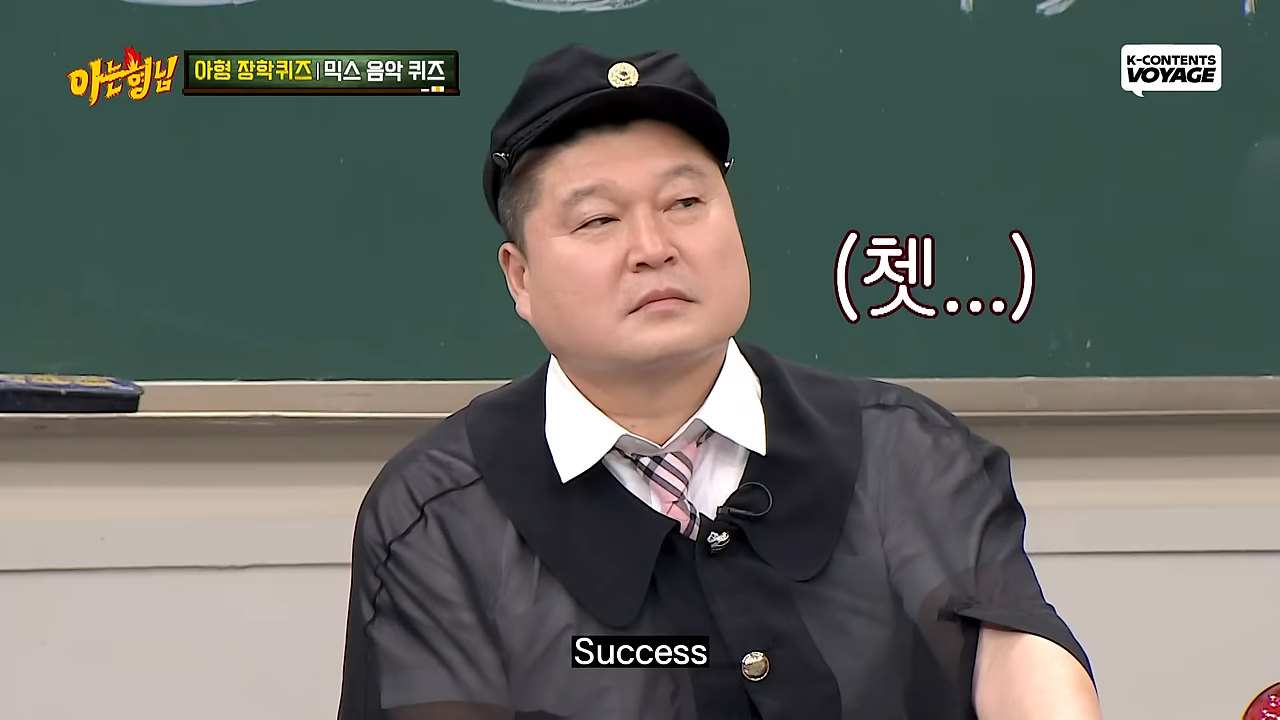 아는형님
아형 장학퀴즈 | 믹스 음악 퀴즈
K-CONTENTS
VOYAGE
(쳇...)
Success